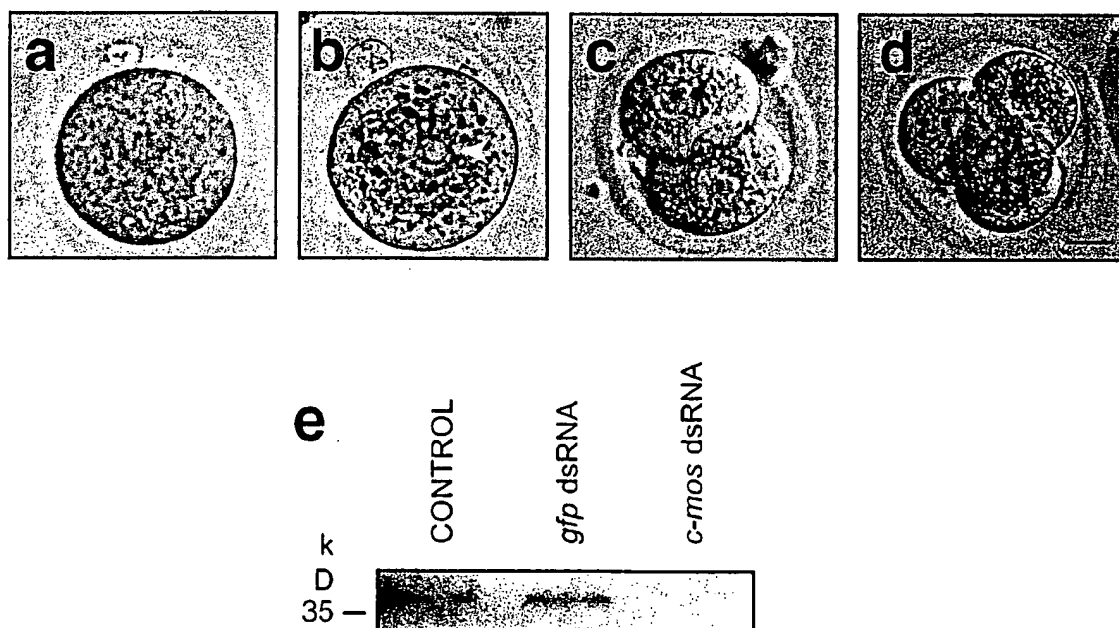 a b c d
e
CONTROL
gfp dsRNA
c-mos dsRNA
k
D
35